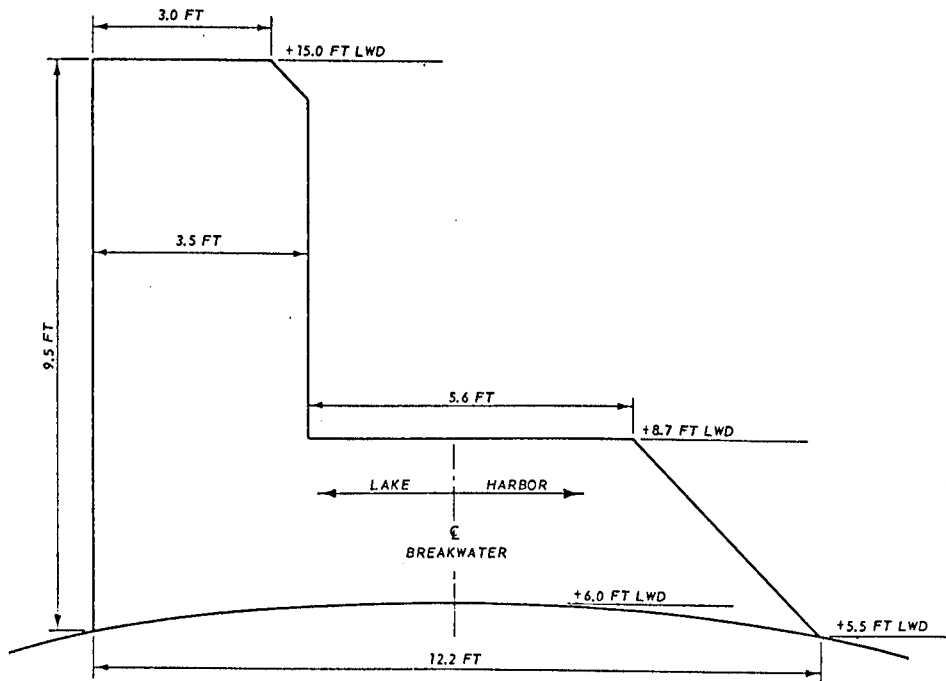 3.0 FT
+15.0 FT LWD
3.5 FT
9.5 FT
5.6 FT
+8.7 FT LWD
LAKE
HARBOR
℄
BREAKWATER
+6.0 FT LWD
+5.5 FT LWD
12.2 FT